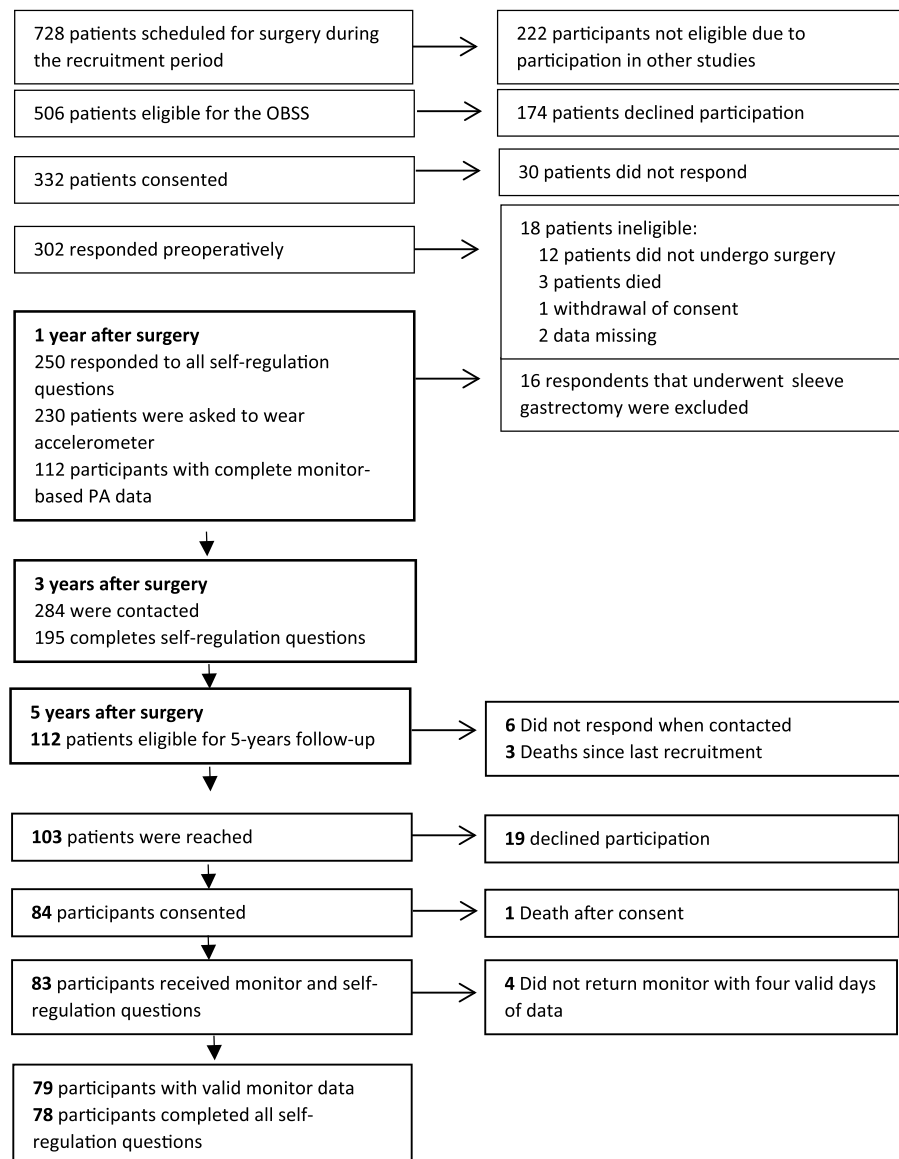 728 patients scheduled for surgery during
the recruitment period
222 participants not eligible due to
participation in other studies
506 patients eligible for the OBSS
174 patients declined participation
332 patients consented
30 patients did not respond
302 responded preoperatively
18 patients ineligible:
12 patients did not undergo surgery
3 patients died
1 withdrawal of consent
2 data missing
1 year after surgery
250 responded to all self-regulation
questions
230 patients were asked to wear
accelerometer
112 participants with complete monitor-
based PA data
16 respondents that underwent sleeve
gastrectomy were excluded
3 years after surgery
284 were contacted
195 completes self-regulation questions
5 years after surgery
112 patients eligible for 5-years follow-up
6 Did not respond when contacted
3 Deaths since last recruitment
103 patients were reached
19 declined participation
84 participants consented
1 Death after consent
83 participants received monitor and self-
regulation questions
4 Did not return monitor with four valid days
of data
79 participants with valid monitor data
78 participants completed all self-
regulation questions